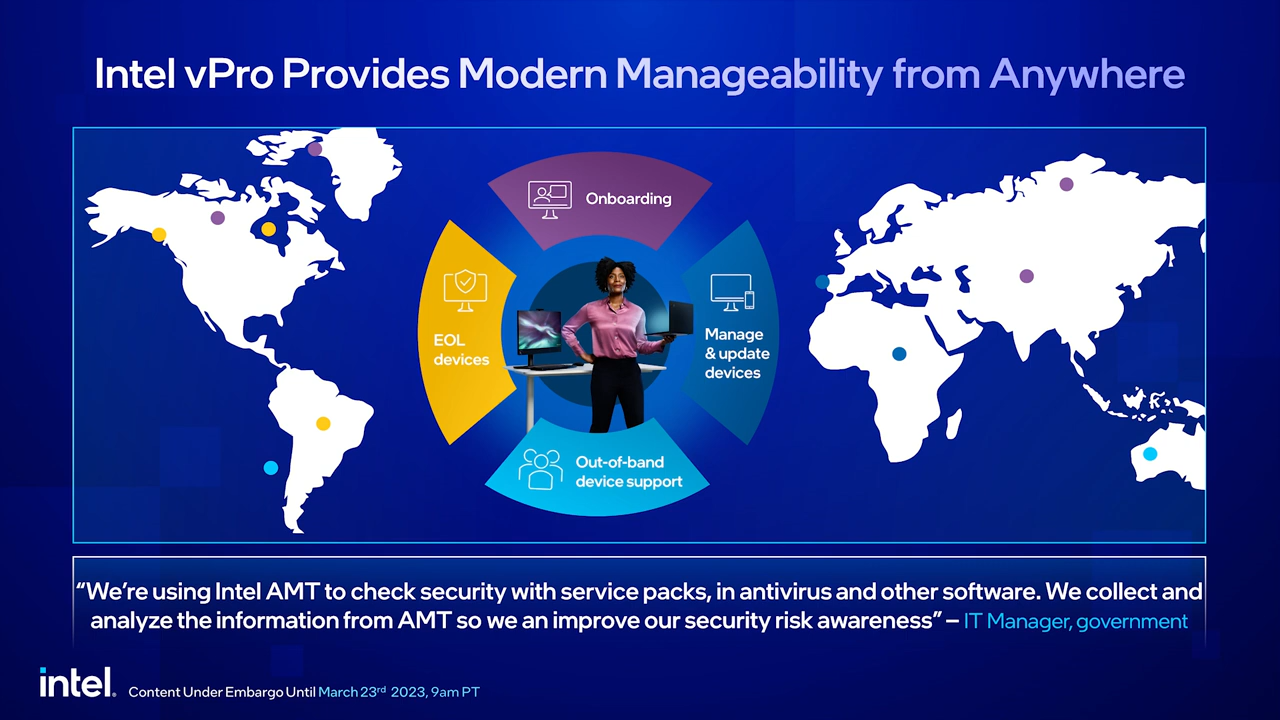 Intel vPro Provides Modern Manageability from Anywhere
Onboarding
EOL
devices
Manage
& update
devices
Out-of-band
device support
“We’re using Intel AMT to check security with service packs, in antivirus and other software. We collect and
analyze the information from AMT so we an improve our security risk awareness” – IT Manager, government
intel.
Content Under Embargo Until March 23rd 2023, 9am PT